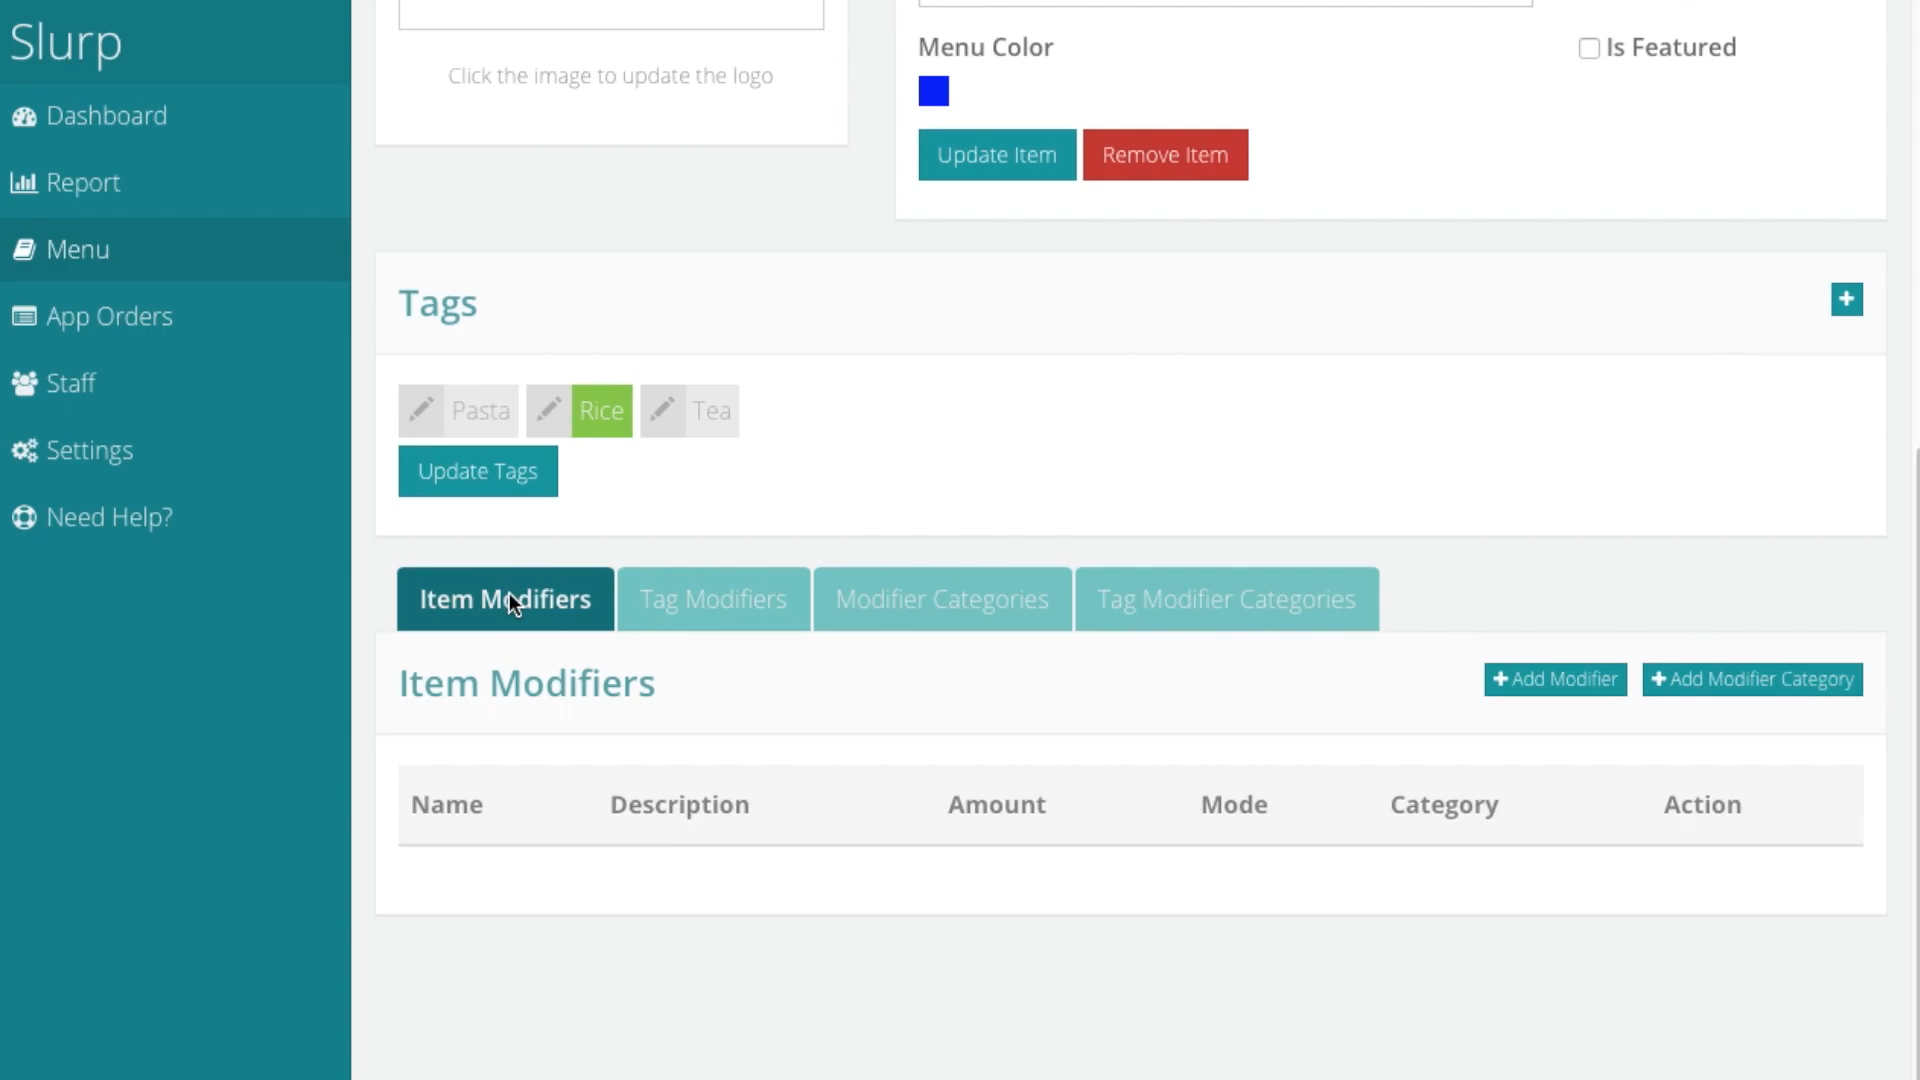 Slurp
Dashboard
Report
Menu
App Orders
Staff
Settings
Need Help?
Click the image to update the logo
Menu Color
Is Featured
Update Item
Remove Item
Tags
Pasta
Rice
Tea
Update Tags
Item Modifiers
Tag Modifiers
Modifier Categories
Tag Modifier Categories
Item Modifiers
Add Modifier
Add Modifier Category
Name
Description
Amount
Mode
Category
Action